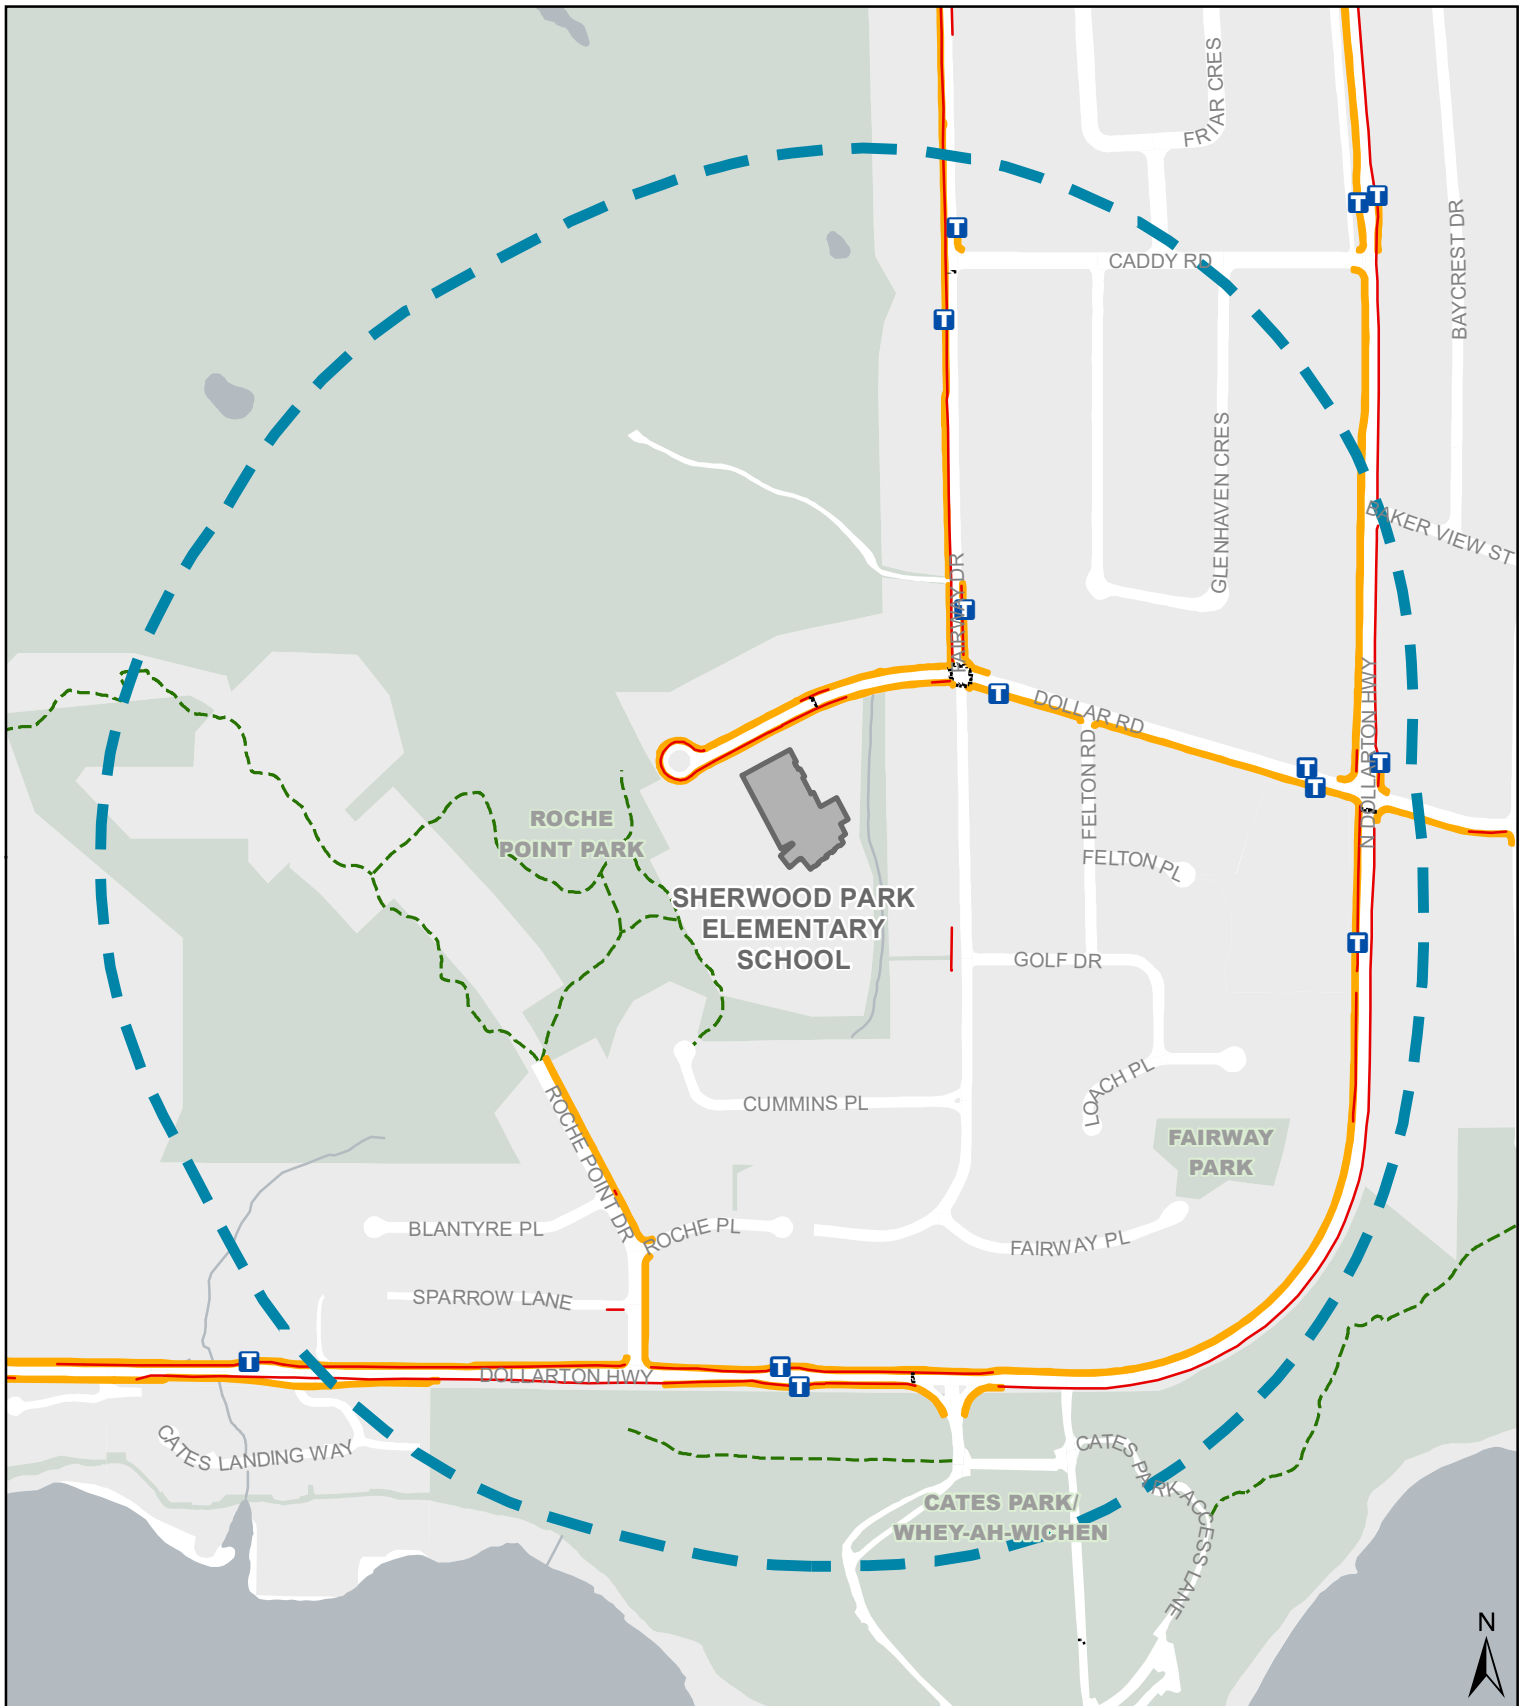 FRIAR CRES
T
T
T
BAYCREST DR
CADDY RD
T
GLENHAVEN CRES
BAKER VIEW ST
FAIRWAY DR
T
T
DOLLAR RD
N DOLLARTON HWY
FELTON RD
T
T
T
ROCHE
POINT PARK
FELTON PL
SHERWOOD PARK
ELEMENTARY
SCHOOL
T
GOLF DR
LOACH PL
CUMMINS PL
ROCHE POINT DR
FAIRWAY
PARK
BLANTYRE PL
ROCHE PL
FAIRWAY PL
SPARROW LANE
T
T
DOLLARTON HWY
T
CATES LANDING WAY
CATES PARK ACCESS LANE
CATES PARK/
WHEY-AH-WICHEN
N